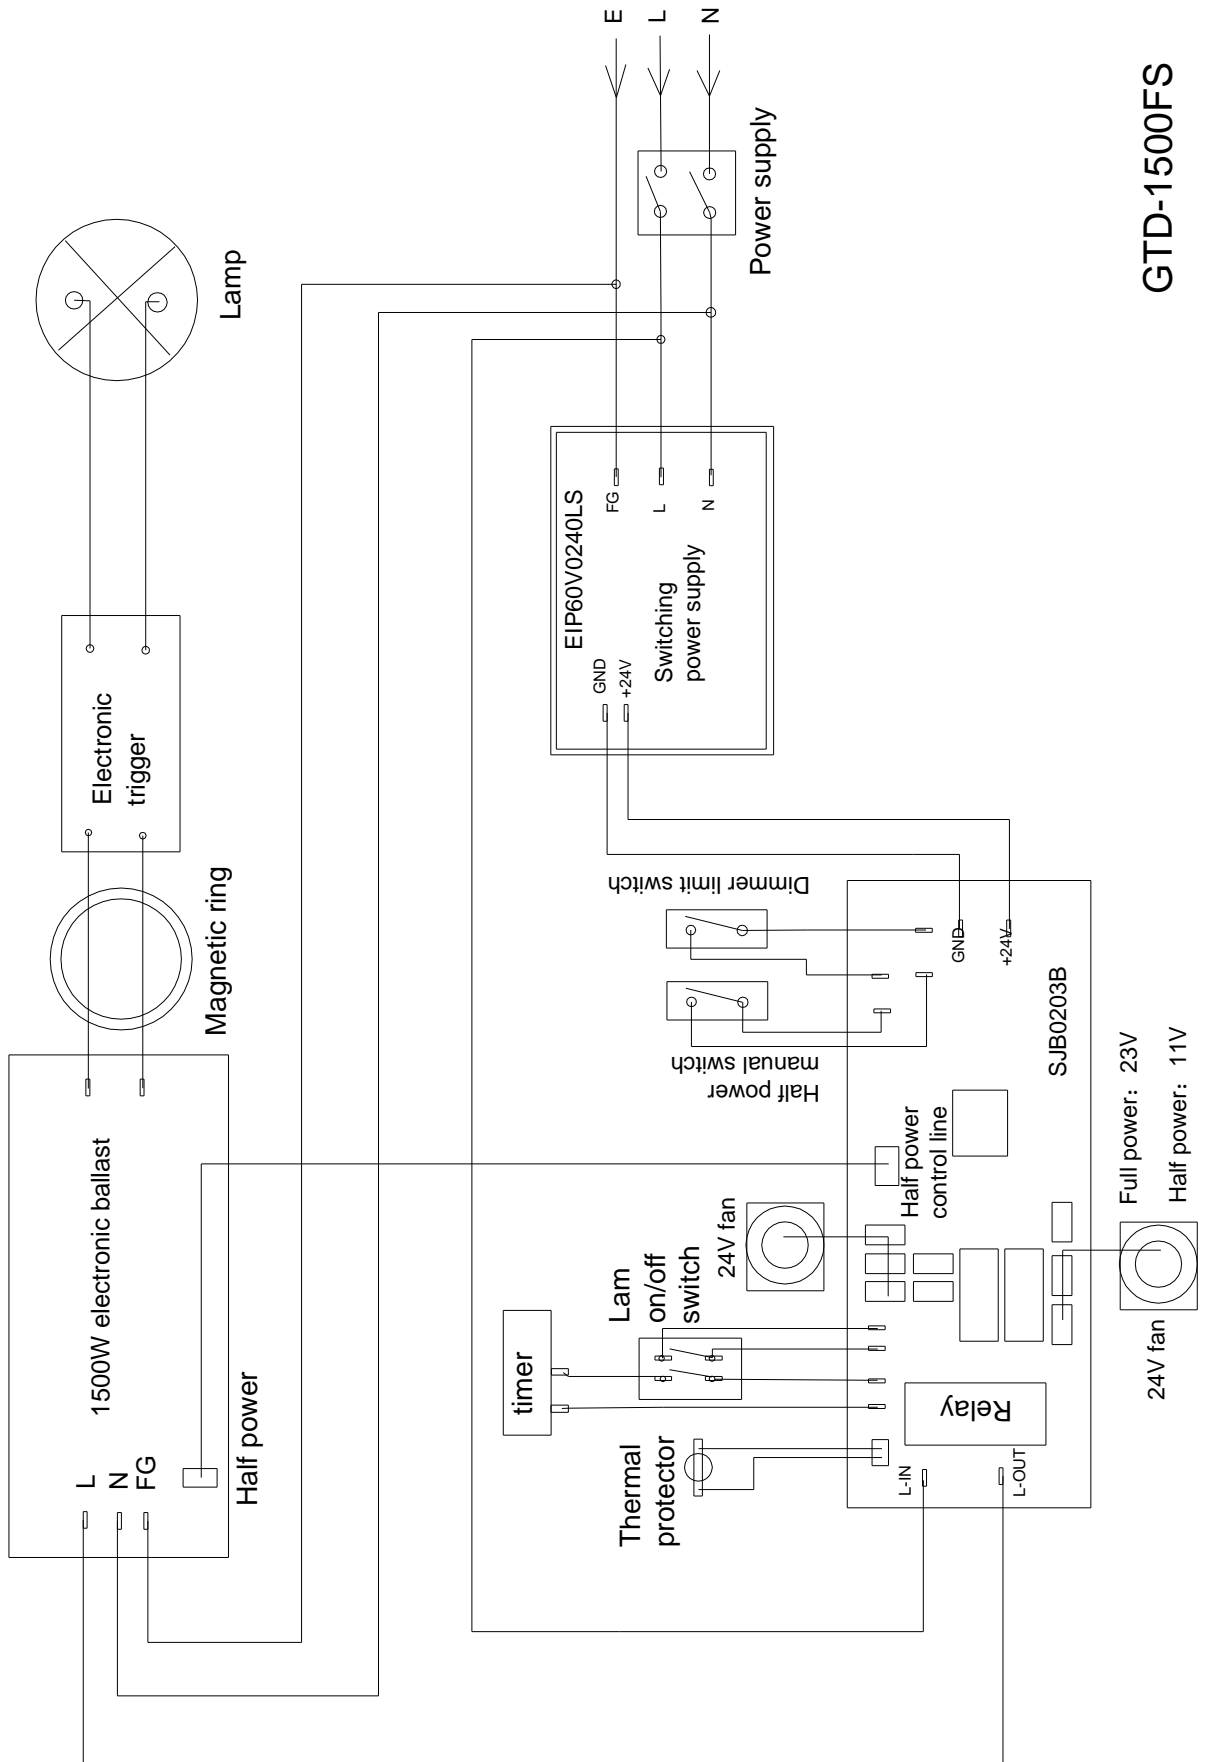 GTD-1500FS
E
L
N
Power supply
Lamp
Electronic
trigger
Magnetic ring
1500W electronic ballast
L
N
FG
Half power
EIP60V0240LS
FG
L
N
GND
+24V
Switching
power supply
Dimmer limit switch
Half power
manual switch
GND
+24V
SJB0203B
Half power
control line
24V fan
Lam
on/off
switch
timer
Thermal
protector
Relay
L-IN
L-OUT
24V fan
Full power: 23V
Half power: 11V